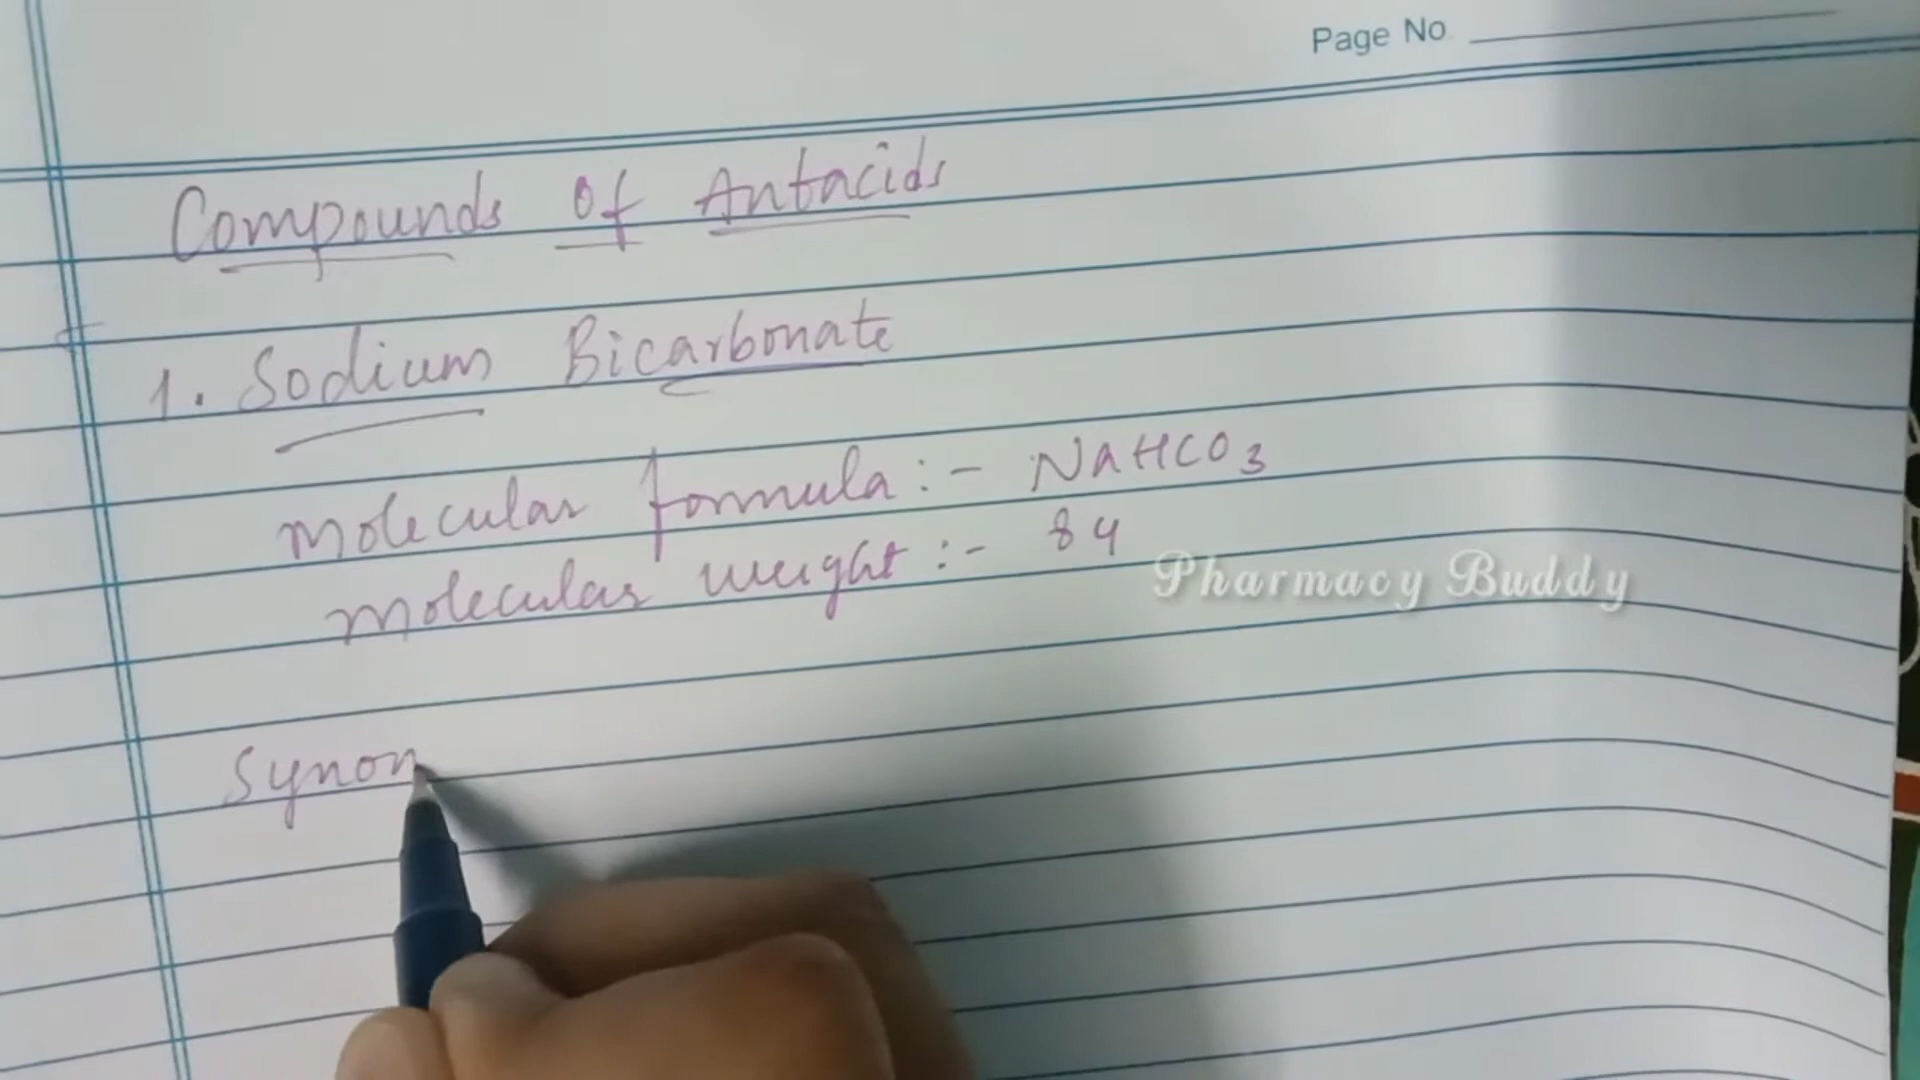 Page No
Compounds of Antacids
1. Sodium Bicarbonate
Molecular formula :- NaHCO3
Molecular weight :- 84
Pharmacy Buddy
Synon